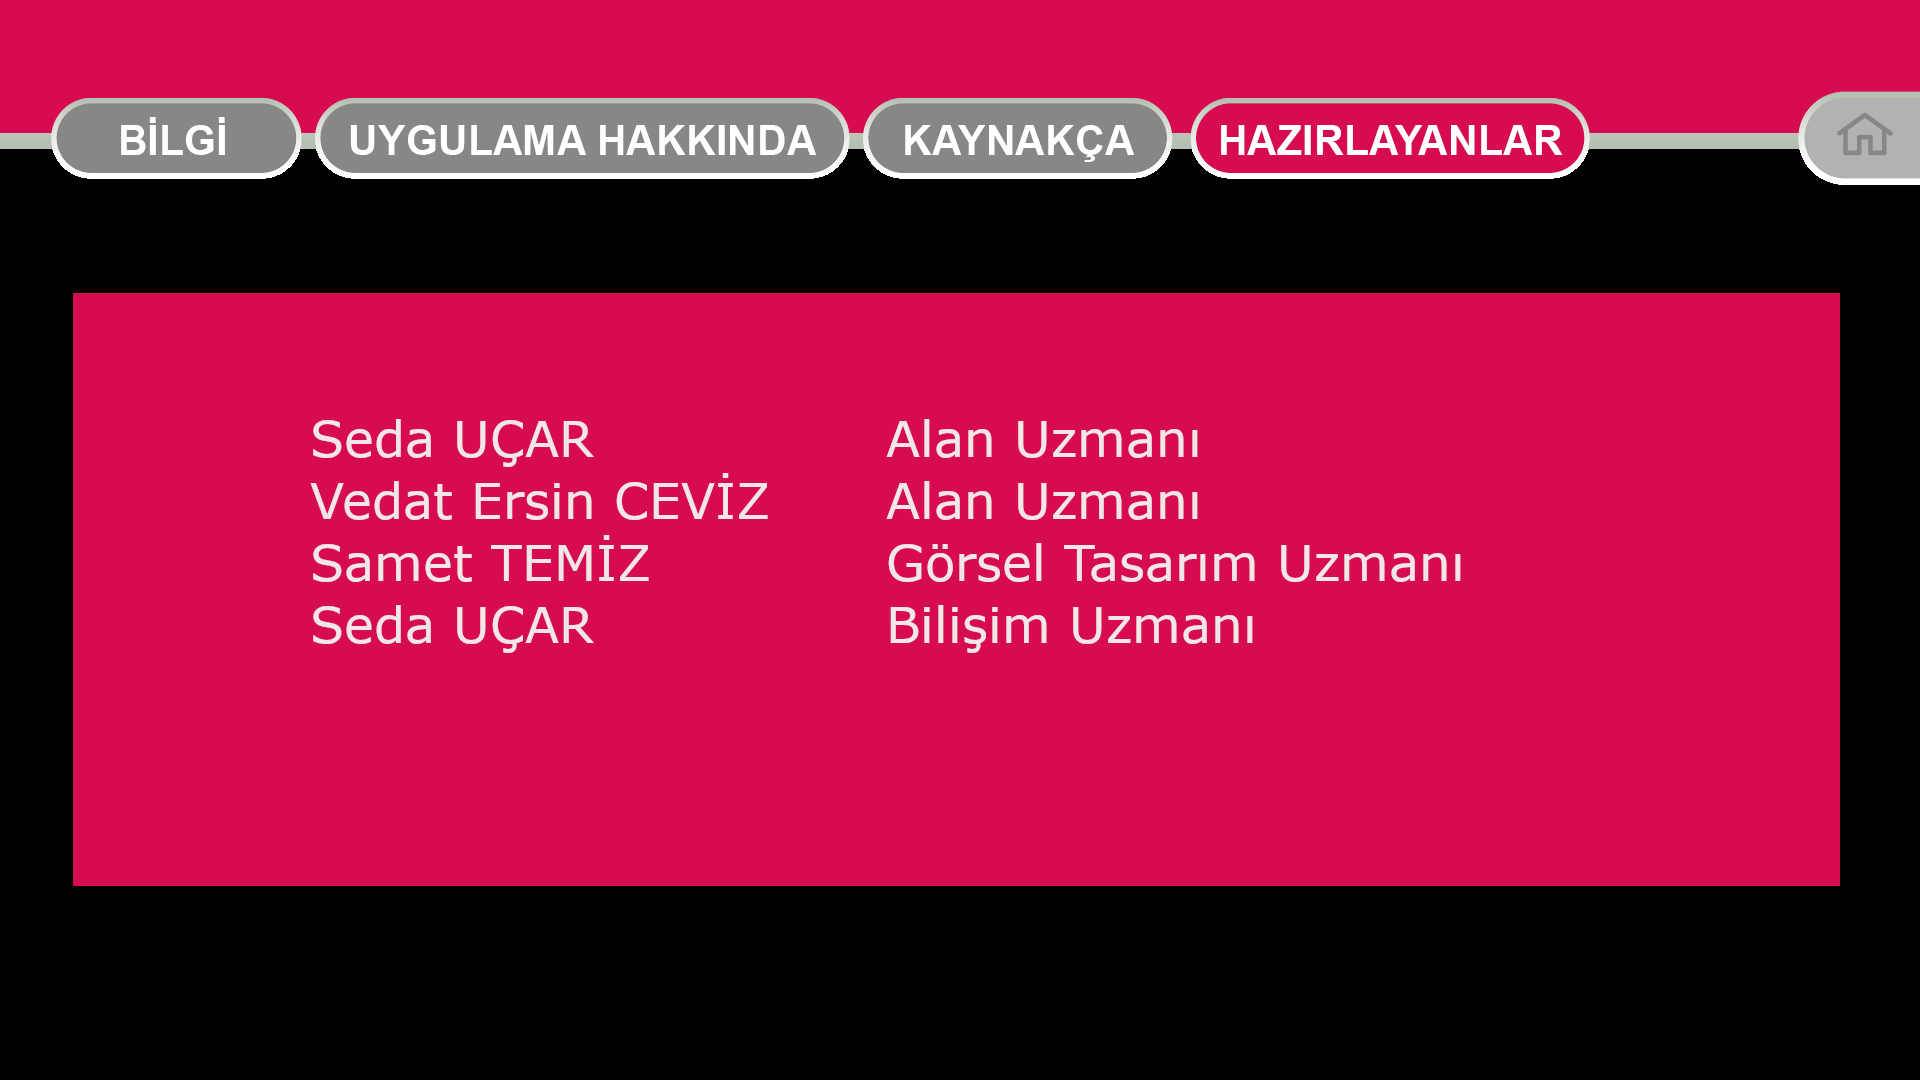 BİLGİ UYGULAMA HAKKINDA KAYNAKÇA HAZIRLAYANLAR
Seda UÇAR Alan Uzmanı
Vedat Ersin CEVİZ Alan Uzmanı
Samet TEMİZ Görsel Tasarım Uzmanı
Seda UÇAR Bilişim Uzmanı